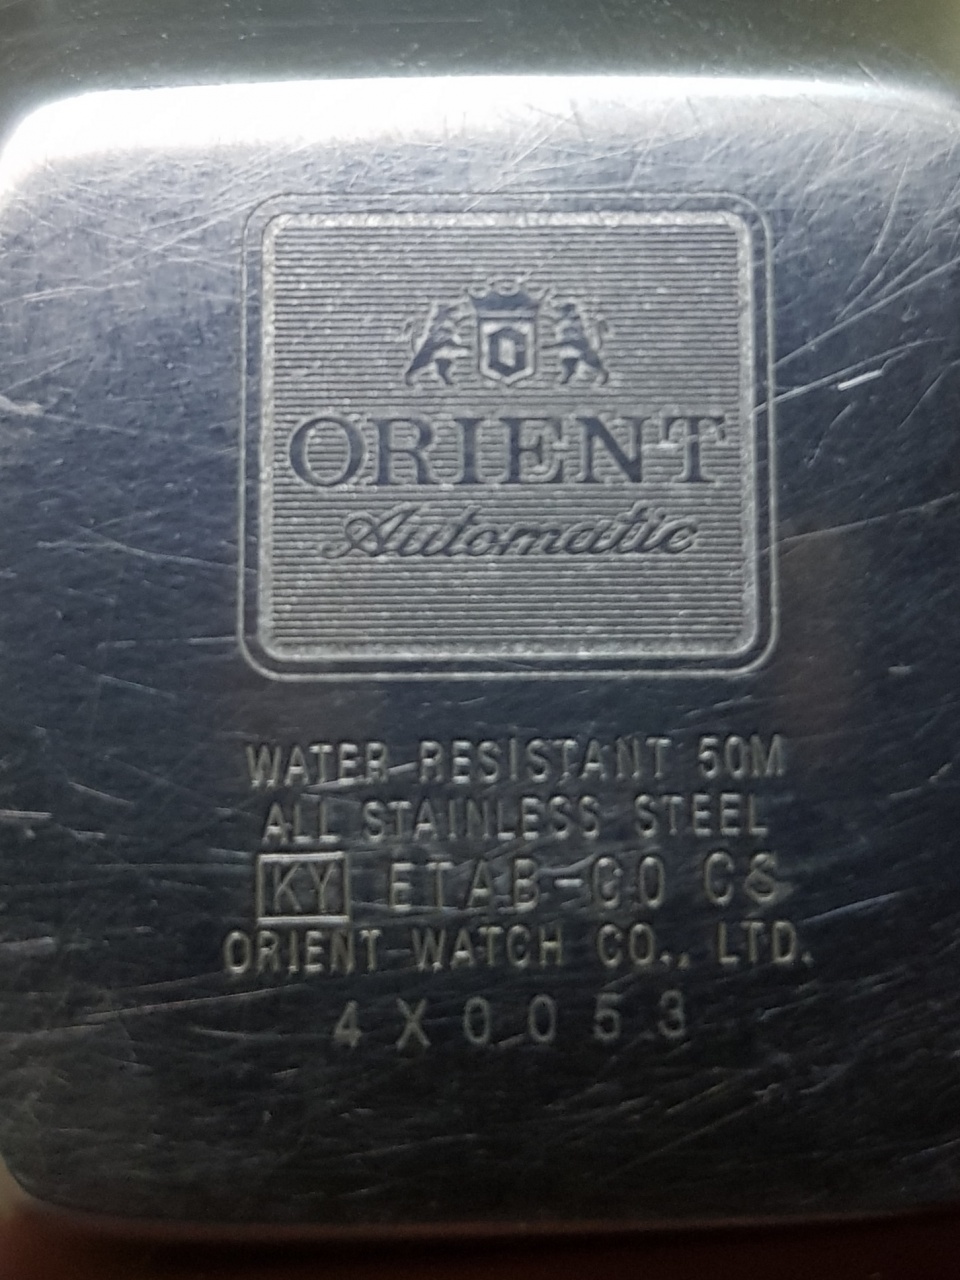 ORIENT
Automatic
WATER RESISTANT 50M
ALL STAINLESS STEEL
KY ETAB-C0 CS
ORIENT WATCH CO., LTD.
4X0053